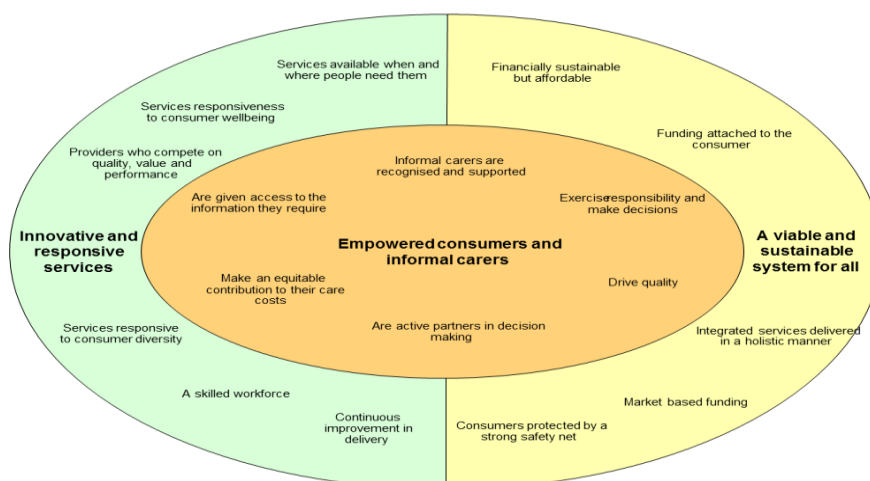 Services available when and
where people need them
Financially sustainable
but affordable
Services responsiveness
to consumer wellbeing
Funding attached to the
consumer
Providers who compete on
quality, value and
performance
Informal carers are
recognised and supported
Are given access to the
information they require
Exercise responsibility and
make decisions
Innovative and
responsive
services
Empowered consumers and
informal carers
A viable and
sustainable
system for all
Make an equitable
contribution to their care
costs
Drive quality
Services responsive
to consumer diversity
Are active partners in decision
making
Integrated services delivered
in a holistic manner
A skilled workforce
Market based funding
Continuous
improvement in
delivery
Consumers protected by a
strong safety net